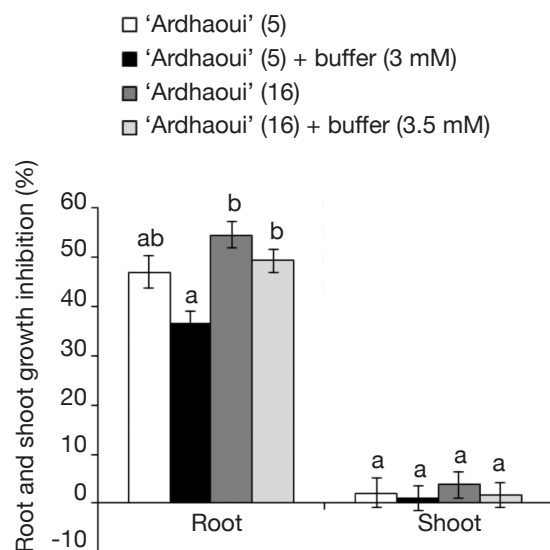 ‘Ardhaoui’ (5)
‘Ardhaoui’ (5) + buffer (3 mM)
‘Ardhaoui’ (16)
‘Ardhaoui’ (16) + buffer (3.5 mM)
Root and shoot growth inhibition (%)
60
50
40
30
20
10
0
-10
ab
a
b
b
a
a
a
a
Root
Shoot